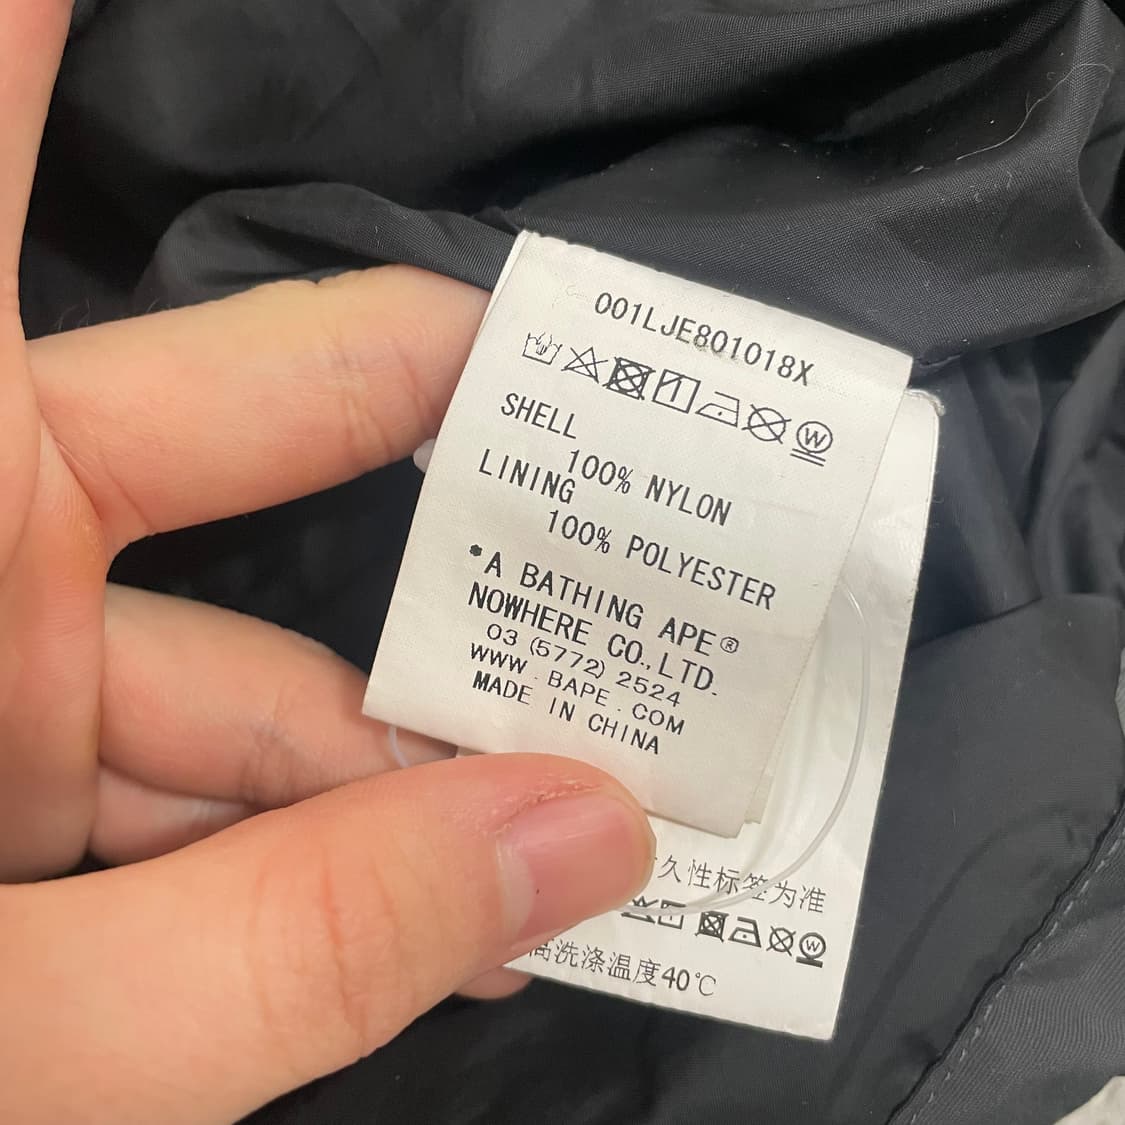 001LJE801018X
SHELL
100% NYLON
LINING
100% POLYESTER
*A BATHING APE®
NOWHERE CO.,LTD.
03 (5772) 2524
WWW.BAPE.COM
MADE IN CHINA
久性标签为准
高洗涤温度40℃